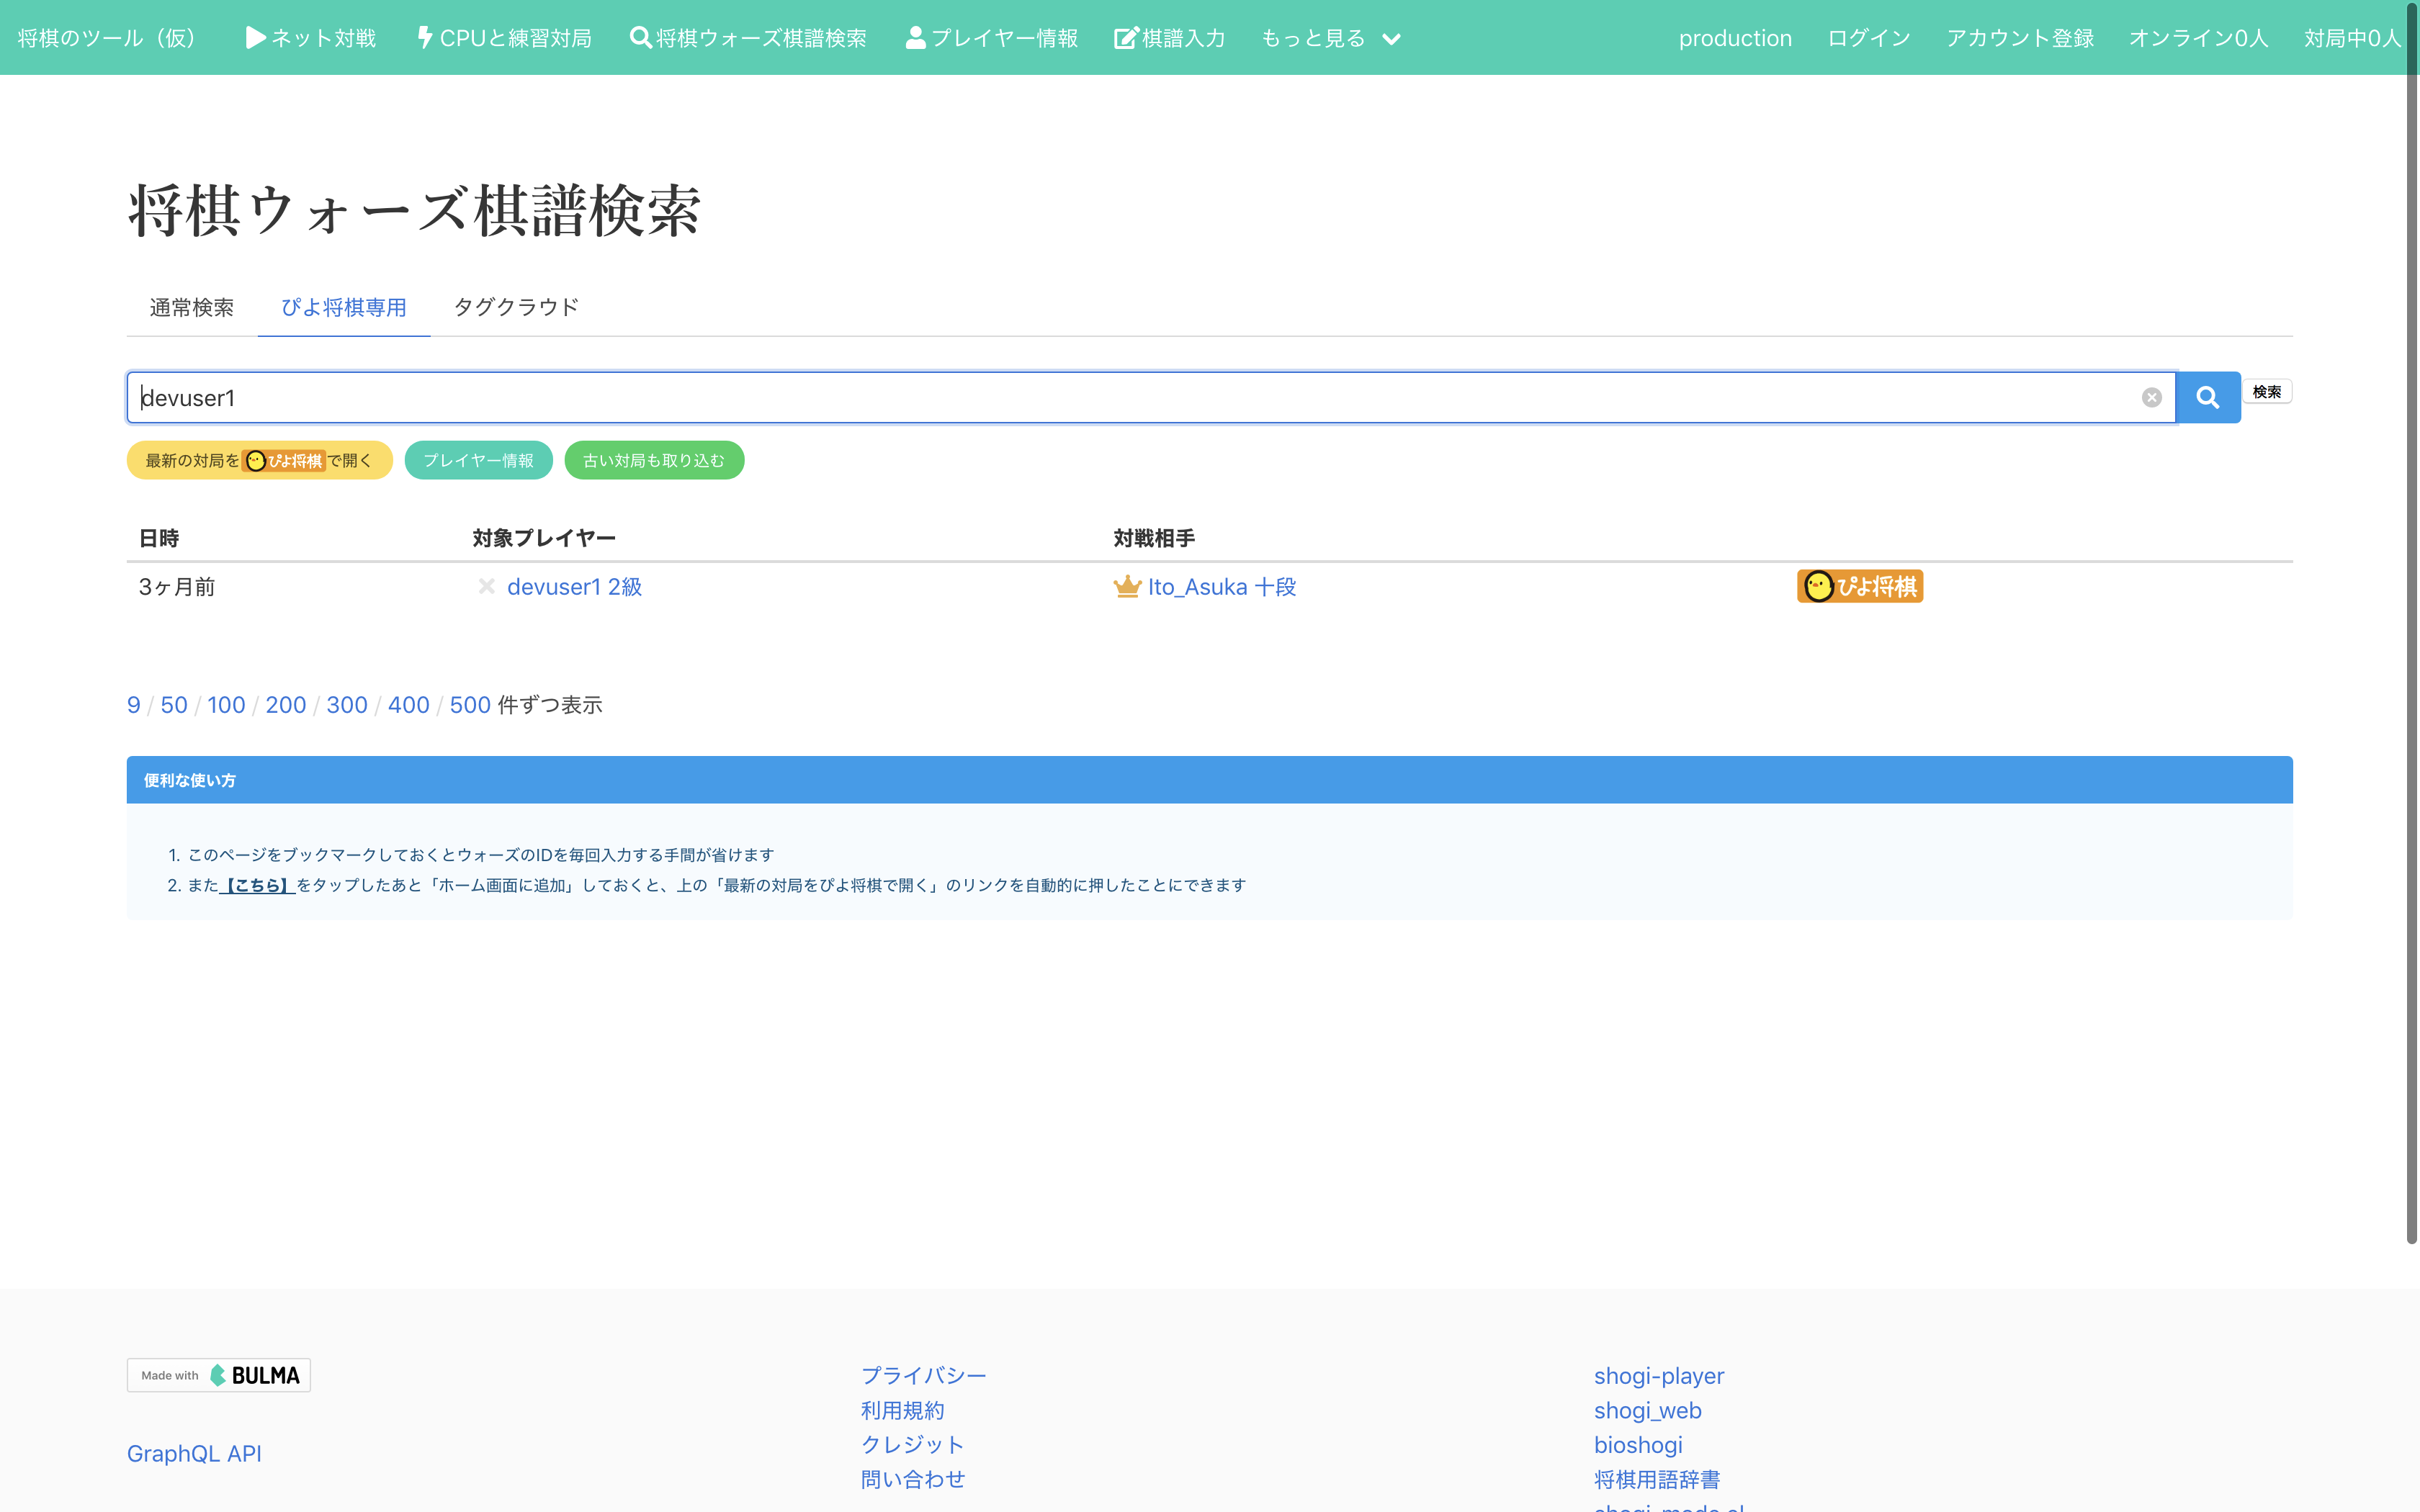 将棋のツール（仮） ネット対戦 CPUと練習対局 将棋ウォーズ棋譜検索 プレイヤー情報 棋譜入力 もっと見る production ログイン アカウント登録 オンライン0人 対局中0人
将棋ウォーズ棋譜検索
通常検索 ぴよ将棋専用 タグクラウド
devuser1 検索
最新の対局をぴよ将棋で開く プレイヤー情報 古い対局も取り込む
日時 対象プレイヤー 対戦相手
3ヶ月前 devuser1 2級 Ito_Asuka 十段 ぴよ将棋
9 / 50 / 100 / 200 / 300 / 400 / 500 件ずつ表示
便利な使い方
1. このページをブックマークしておくとウォーズのIDを毎回入力する手間が省けます
2. また【こちら】をタップしたあと「ホーム画面に追加」しておくと、上の「最新の対局をぴよ将棋で開く」のリンクを自動的に押したことにできます
Made with BULMA
GraphQL API
プライバシー
利用規約
クレジット
問い合わせ
shogi-player
shogi_web
bioshogi
将棋用語辞書